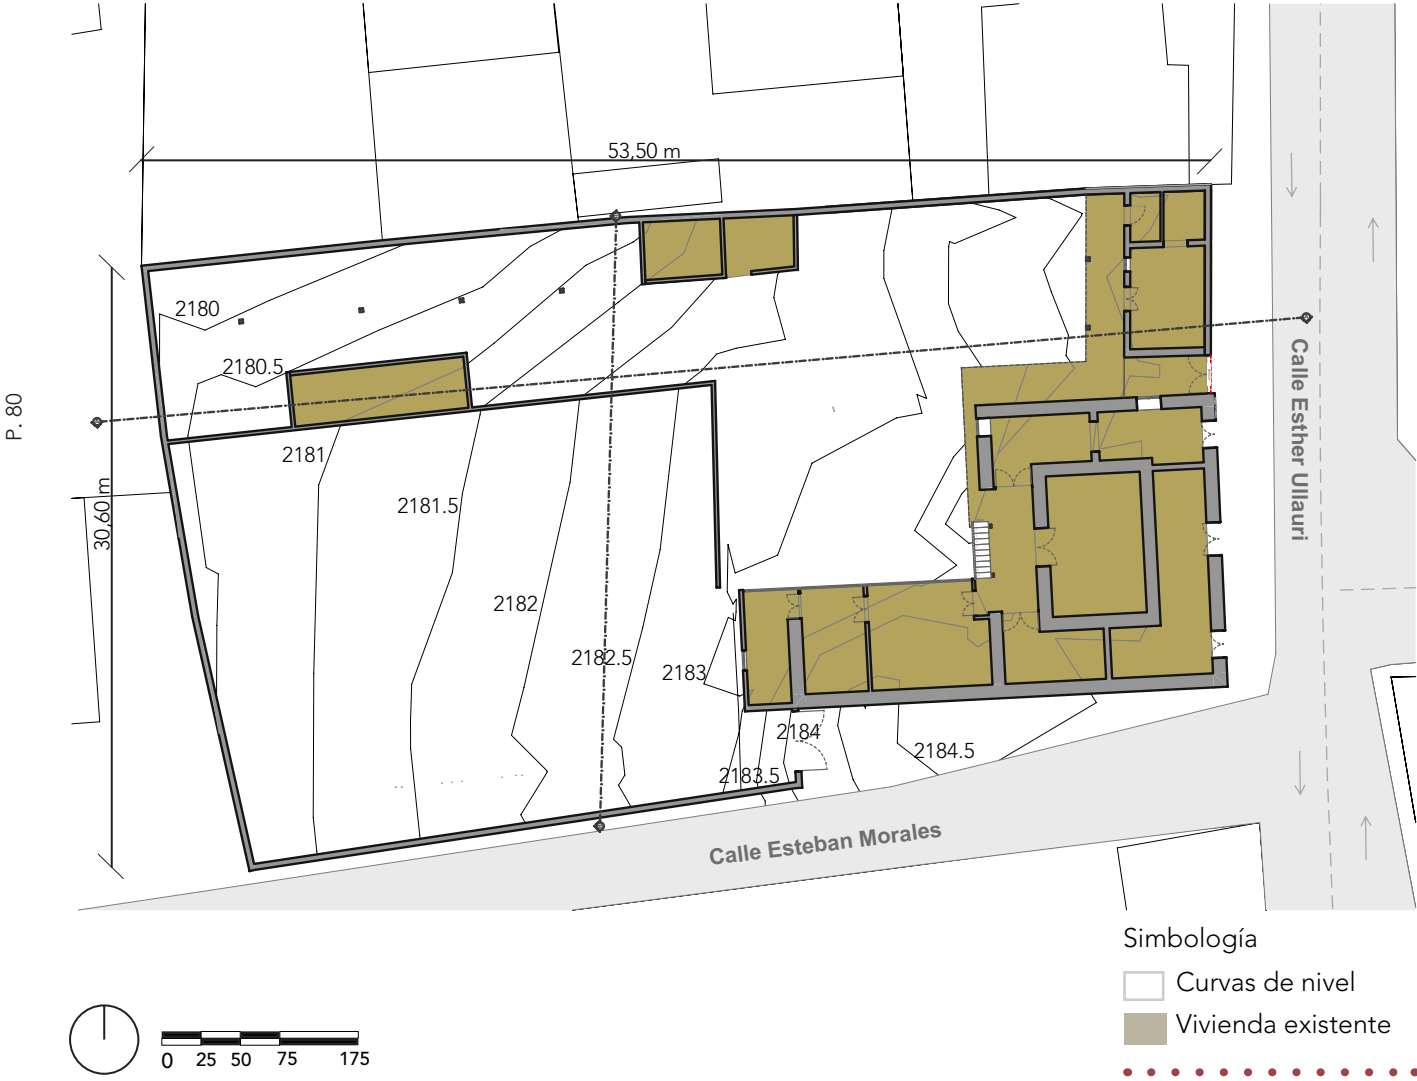 53,50 m
2180
2180.5
P. 80
Calle Esther Ullauri
2181
30,60 m
2181.5
2182
2182.5
2183
2184
2184.5
2183.5
Calle Esteban Morales
Simbología
Curvas de nivel
Vivienda existente
0 25 50 75 175